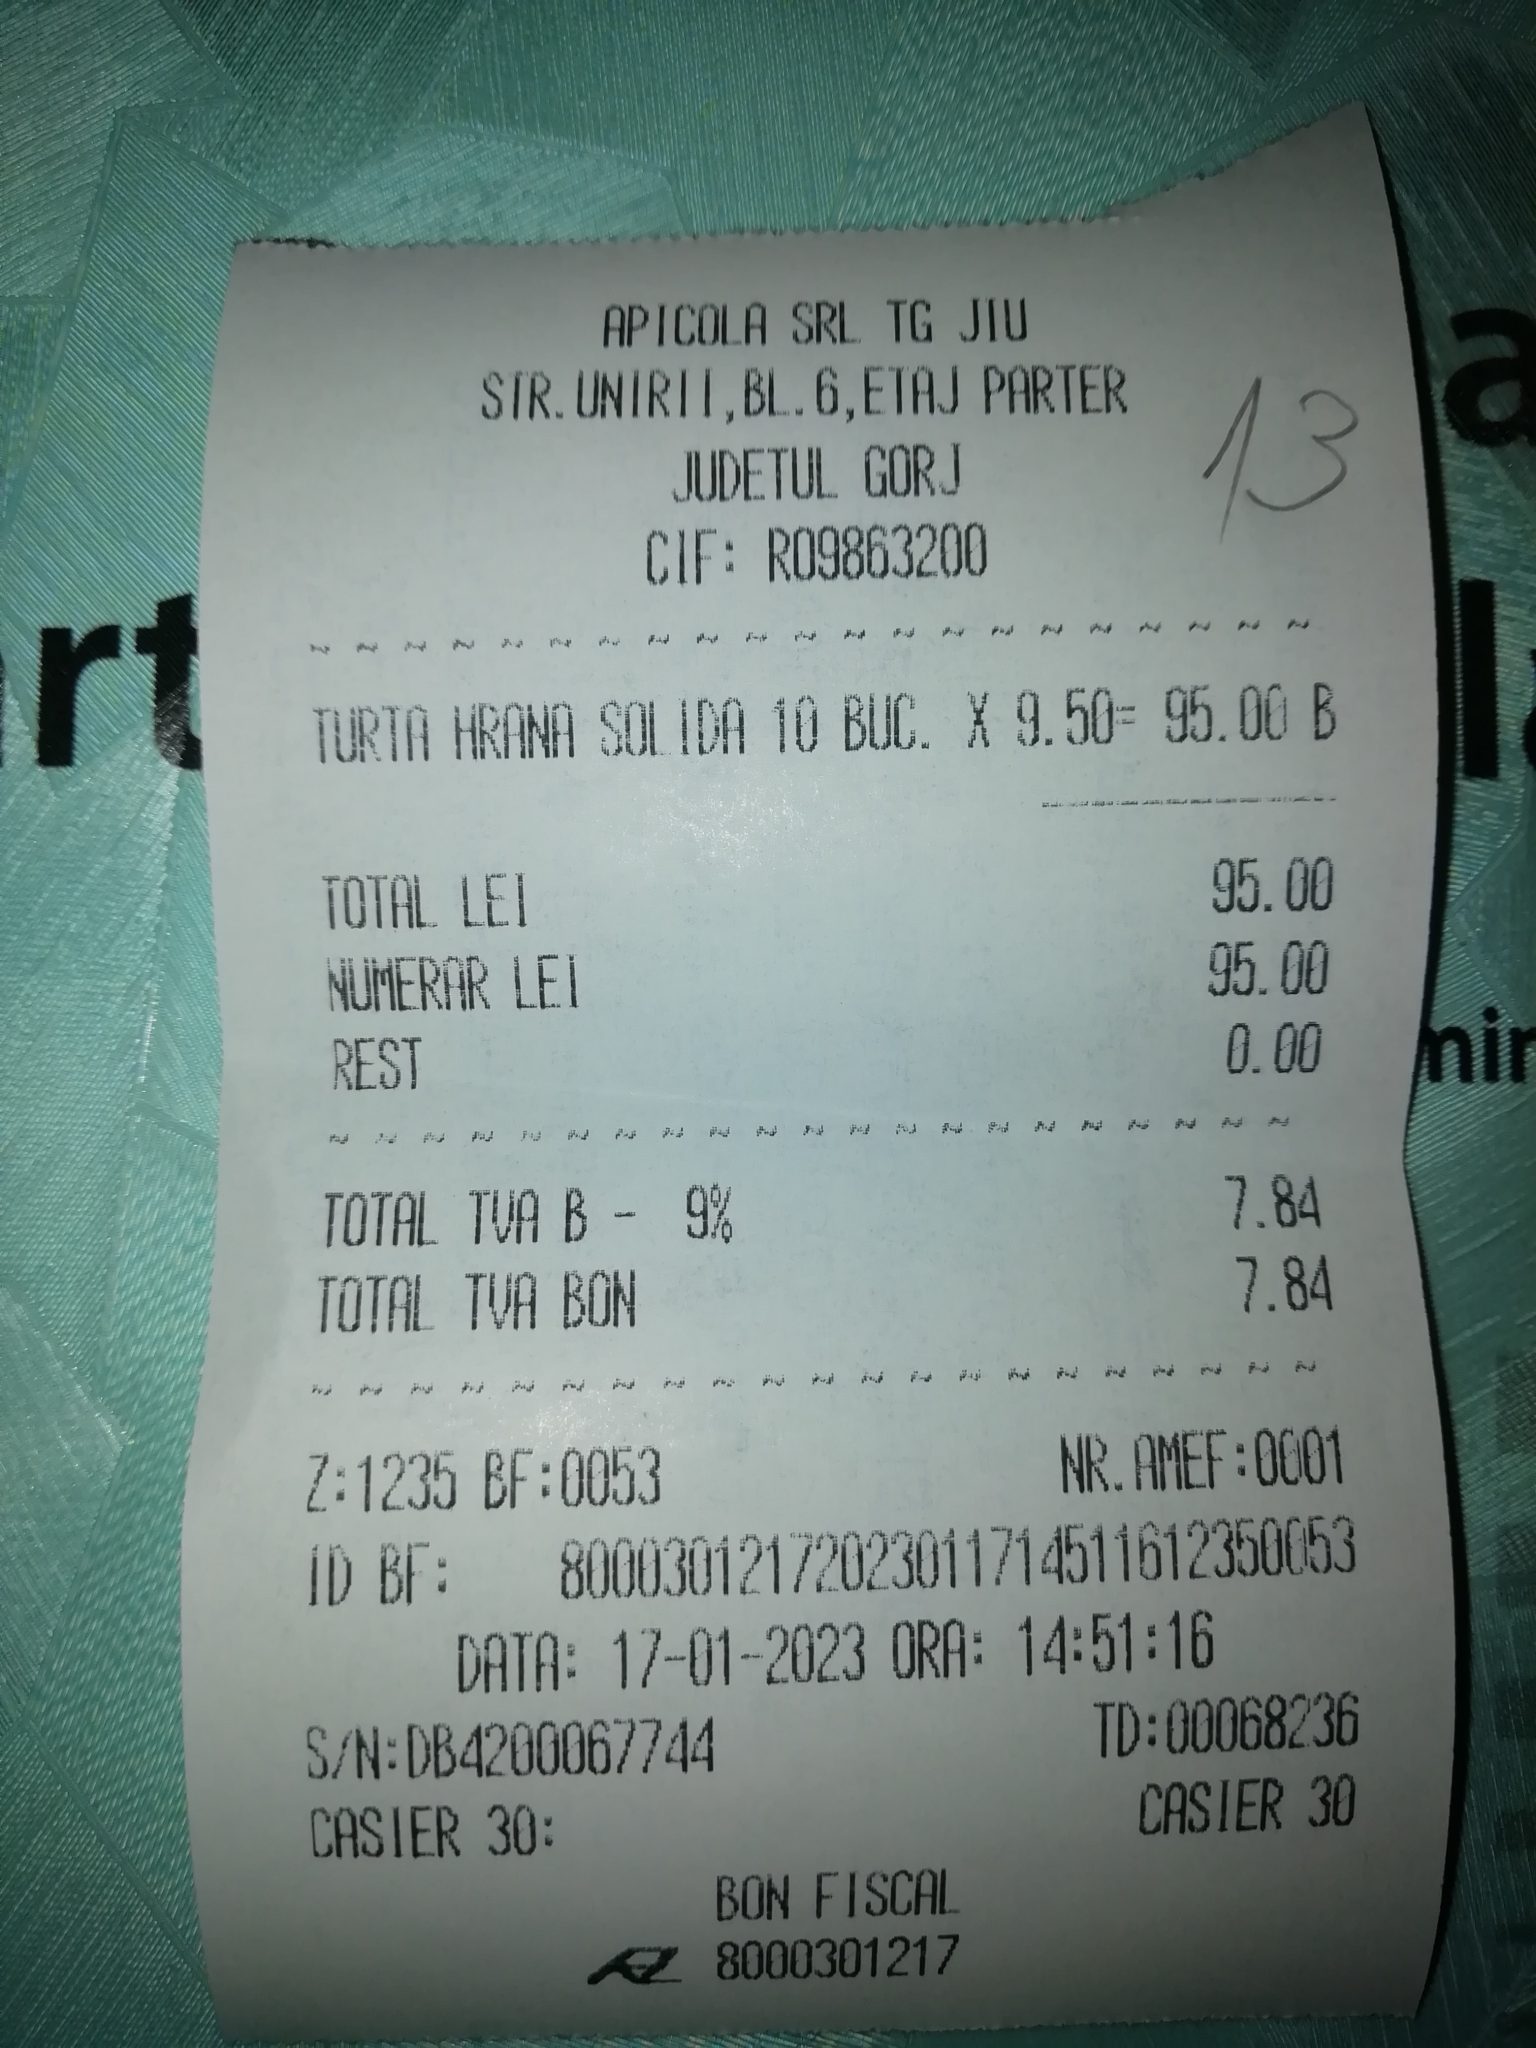 APICOLA SRL TG JIU
STR.UNIRII,BL.6,ETAJ PARTER
JUDETUL GORJ
CIF: RO9863200
13
~ ~ ~ ~ ~ ~ ~ ~ ~ ~ ~ ~ ~ ~ ~ ~ ~ ~ ~ ~ ~
TURTA HRANA SOLIDA 10 BUC. X 9.50= 95.00 B
------------
TOTAL LEI 95.00
NUMERAR LEI 95.00
REST 0.00
~ ~ ~ ~ ~ ~ ~ ~ ~ ~ ~ ~ ~ ~ ~ ~ ~ ~ ~ ~ ~
TOTAL TVA B - 9% 7.84
TOTAL TVA BON 7.84
~ ~ ~ ~ ~ ~ ~ ~ ~ ~ ~ ~ ~ ~ ~ ~ ~ ~ ~ ~ ~
Z:1235 BF:0053 NR.AMEF:0001
ID BF: 80003012172023011714511612350053
DATA: 17-01-2023 ORA: 14:51:16
S/N:DB4200067744 TD:00068236
CASIER 30: CASIER 30
BON FISCAL
8000301217